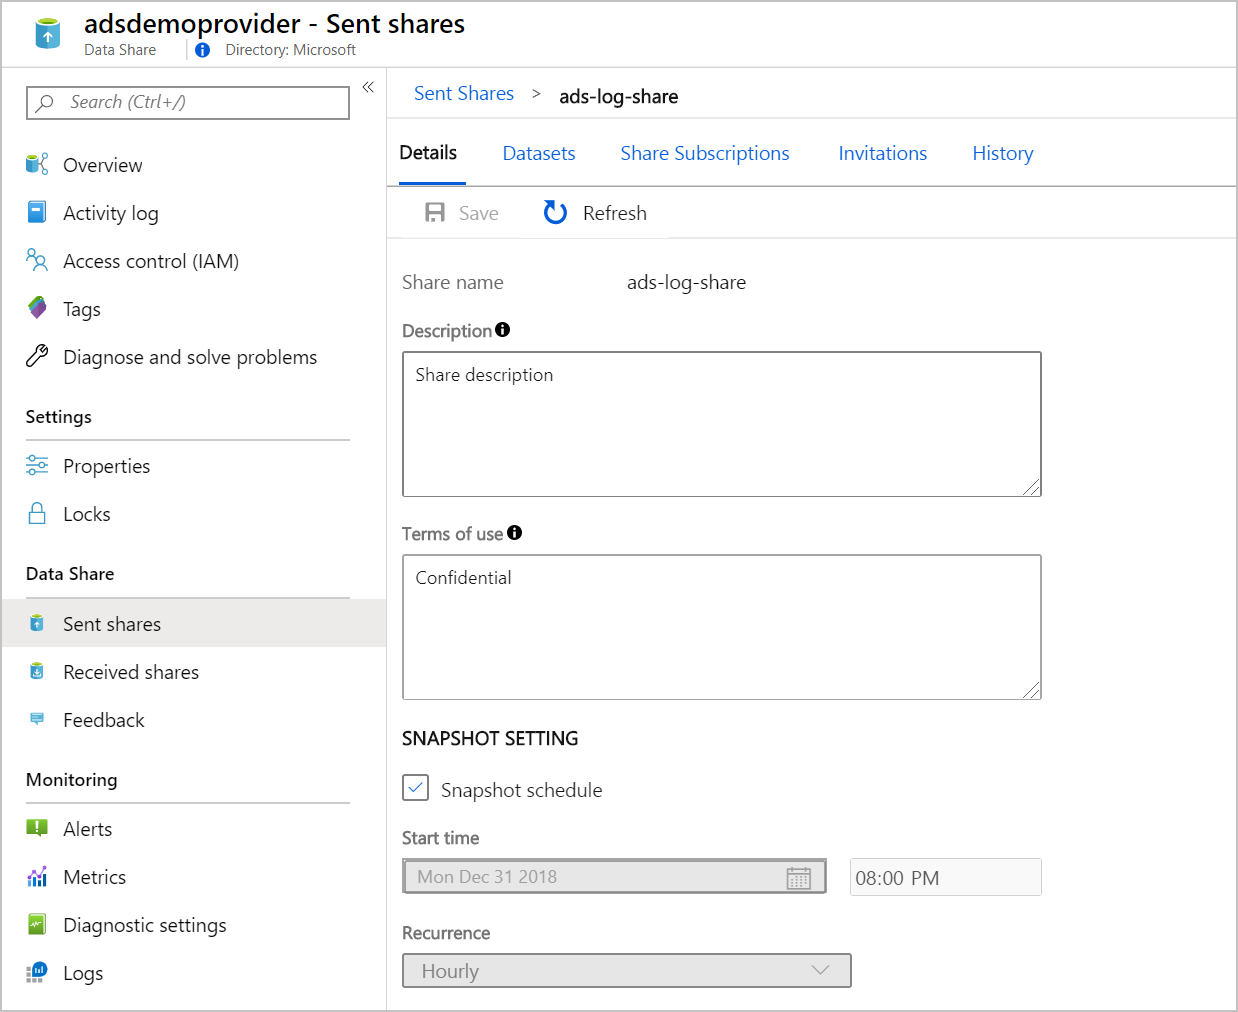 adsdemoprovider - Sent shares
Data Share
Directory: Microsoft
Search (Ctrl+/)
Overview
Activity log
Access control (IAM)
Tags
Diagnose and solve problems
Settings
Properties
Locks
Data Share
Sent shares
Received shares
Feedback
Monitoring
Alerts
Metrics
Diagnostic settings
Logs
Sent Shares > ads-log-share
Details Datasets Share Subscriptions Invitations History
Save Refresh
Share name ads-log-share
Description
Share description
Terms of use
Confidential
SNAPSHOT SETTING
Snapshot schedule
Start time
Mon Dec 31 2018 08:00 PM
Recurrence
Hourly